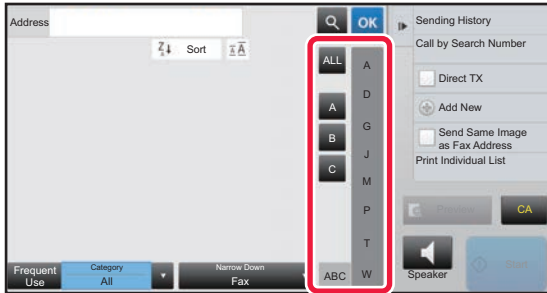 Address
OK
Sort
ALL
A
B
C
ABC
A
D
G
J
M
P
T
W
Sending History
Call by Search Number
Direct TX
Add New
Send Same Image
as Fax Address
Print Individual List
CA
Speaker
Start
Frequent
Use
Category
All
Narrow Down
Fax